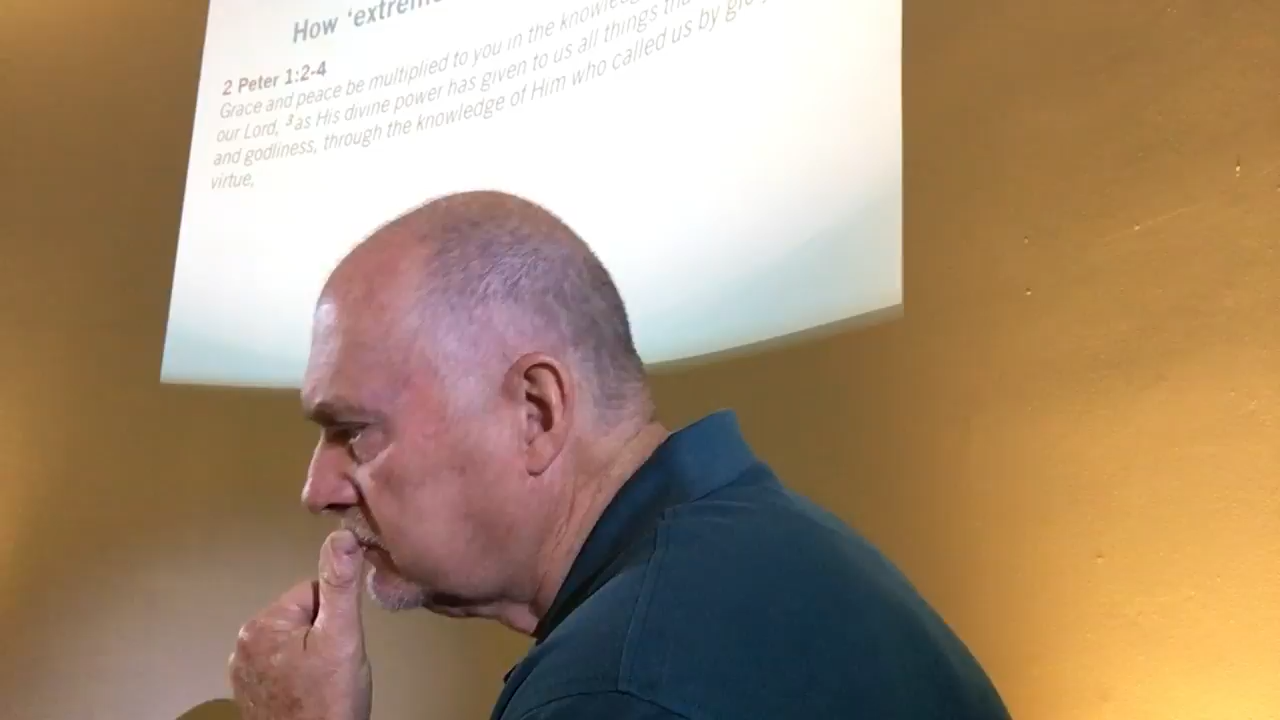 How ‘extreme
2 Peter 1:2-4
Grace and peace be multiplied to you in the knowledge
our Lord, ³as His divine power has given to us all things
and godliness, through the knowledge of Him who called us by
virtue,